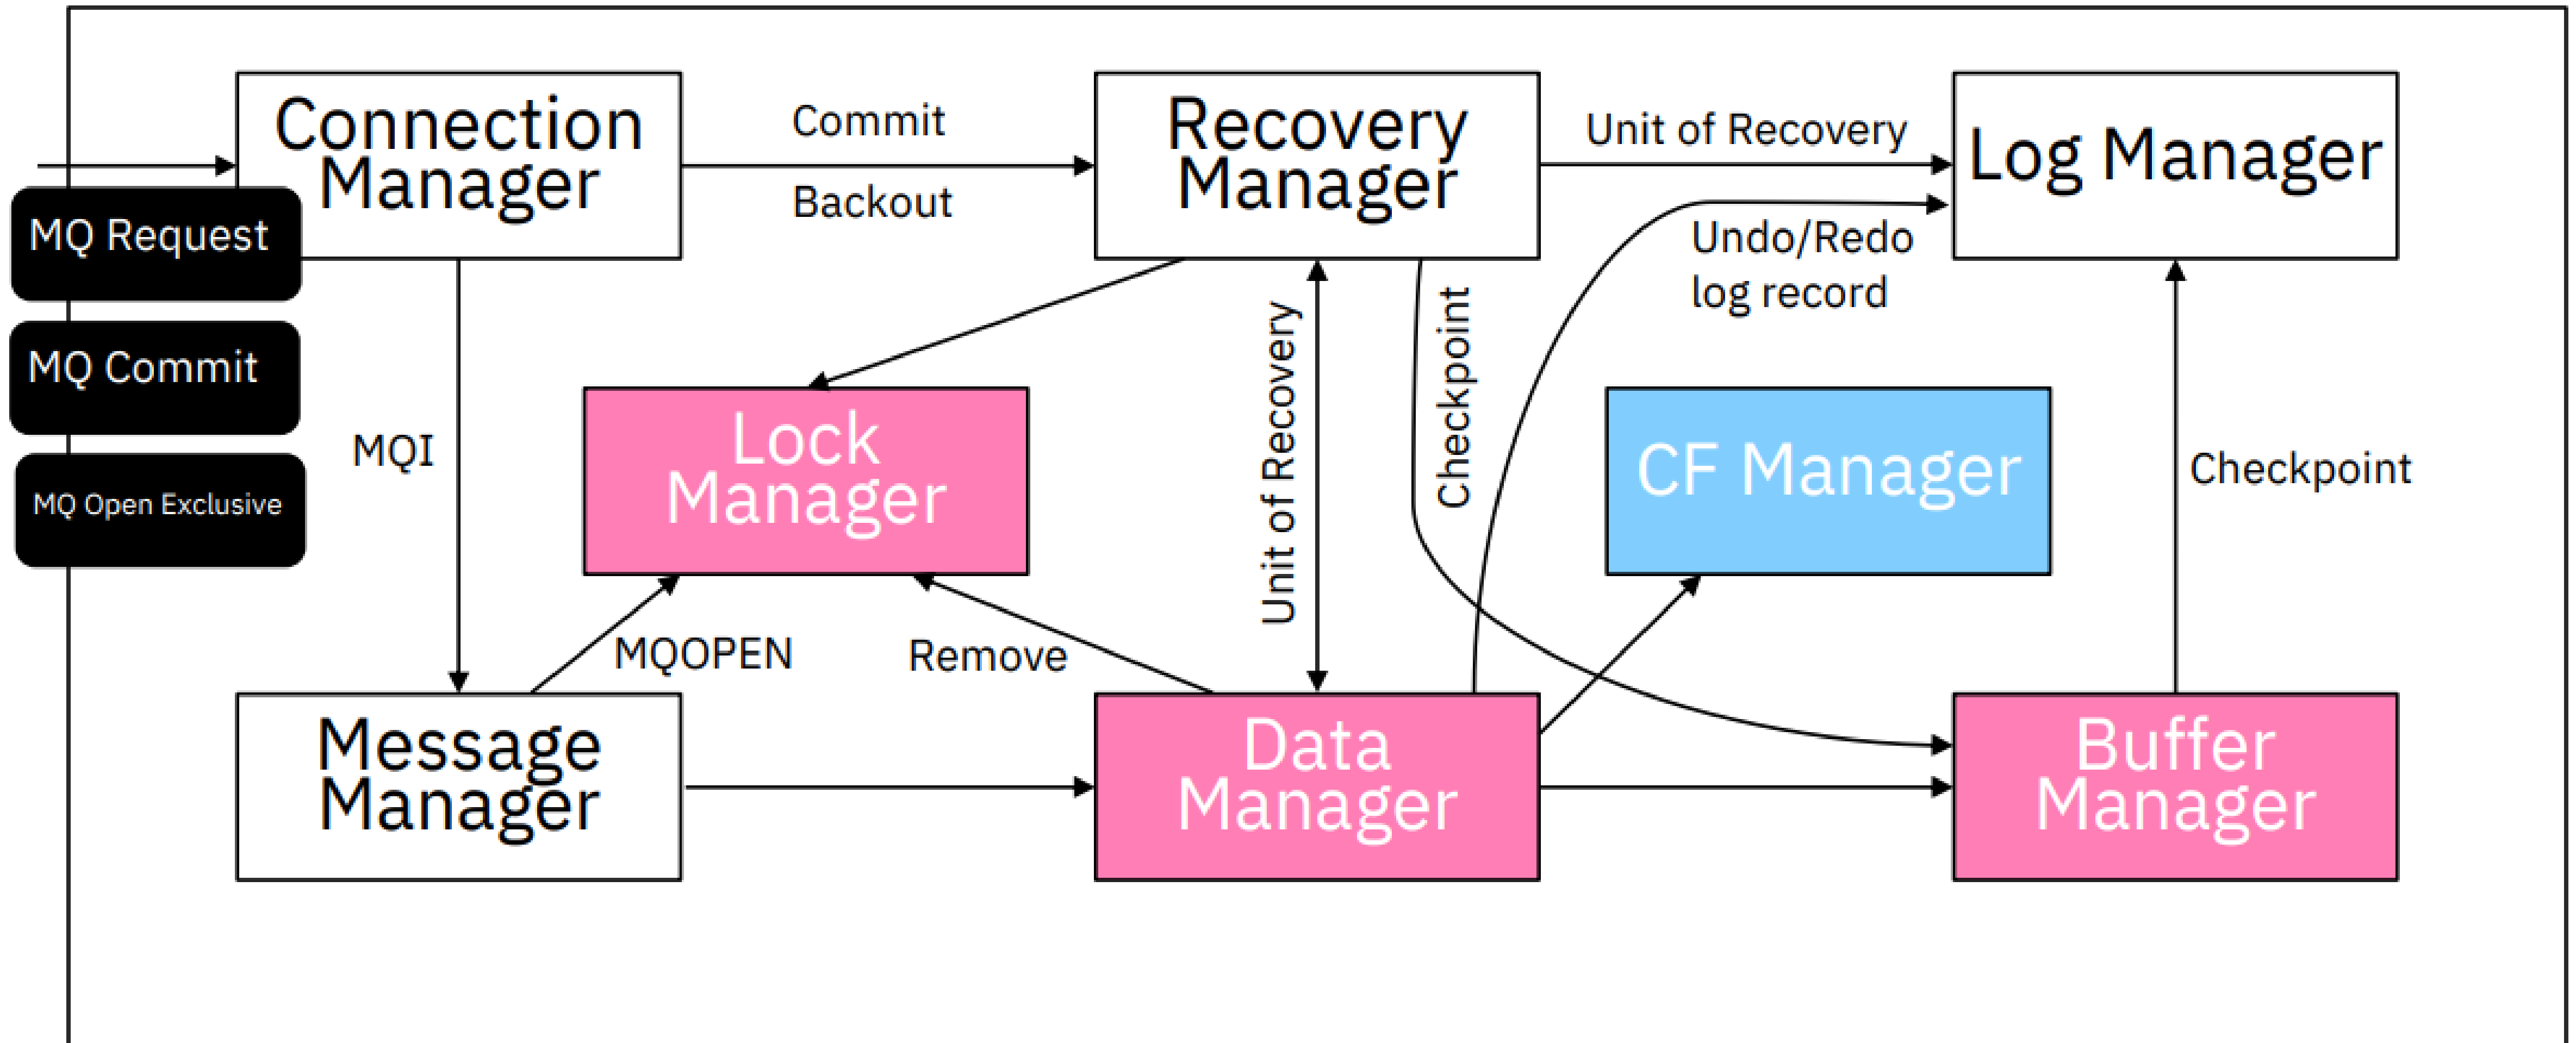 Connection
Manager
Commit
Backout
Recovery
Manager
Unit of Recovery
Log Manager
MQ Request
Undo/Redo
log record
MQ Commit
MQI
Lock
Manager
Unit of Recovery
Checkpoint
CF Manager
Checkpoint
MQ Open Exclusive
MQOPEN
Remove
Message
Manager
Data
Manager
Buffer
Manager